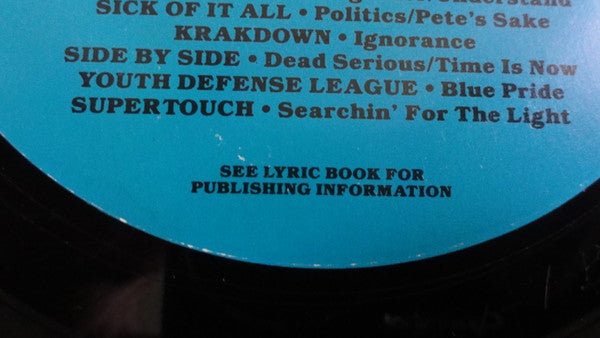 Understand
SICK OF IT ALL • Politics/Pete's Sake
KRAKDOWN • Ignorance
SIDE BY SIDE • Dead Serious/Time Is Now
YOUTH DEFENSE LEAGUE • Blue Pride
SUPERTOUCH • Searchin' For The Light
SEE LYRIC BOOK FOR
PUBLISHING INFORMATION